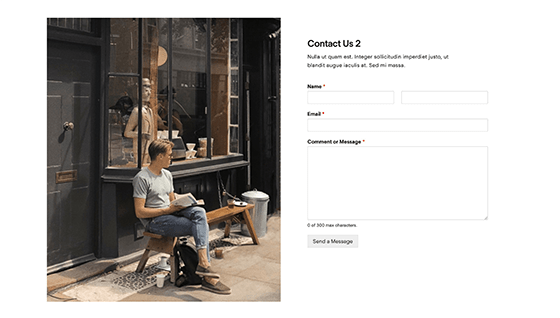 Contact Us 2
Nulla ut quam est. Integer sollicitudin imperdiet justo, ut
blandit augue iaculis at. Sed mi massa.
Name *
Email *
Comment or Message *
0 of 300 max characters.
Send a Message